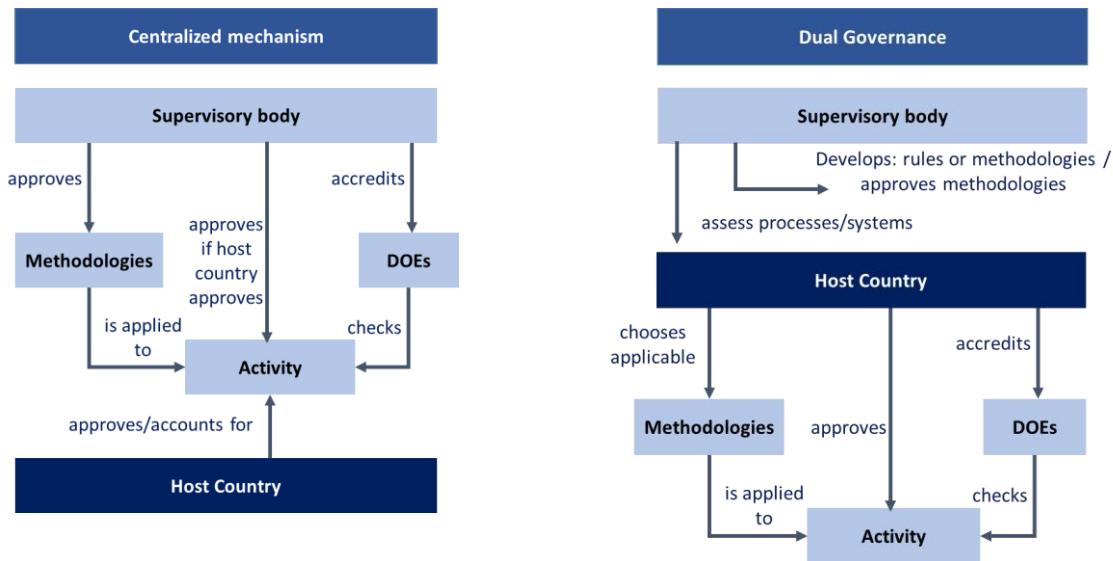 Centralized mechanism
Supervisory body
approves
accredits
approves
if host
country
approves
Methodologies
DOEs
is applied
to
checks
Activity
approves/accounts for
Host Country
Dual Governance
Supervisory body
Develops: rules or methodologies /
approves methodologies
assess processes/systems
Host Country
chooses
applicable
accredits
Methodologies
approves
DOEs
is applied
to
checks
Activity